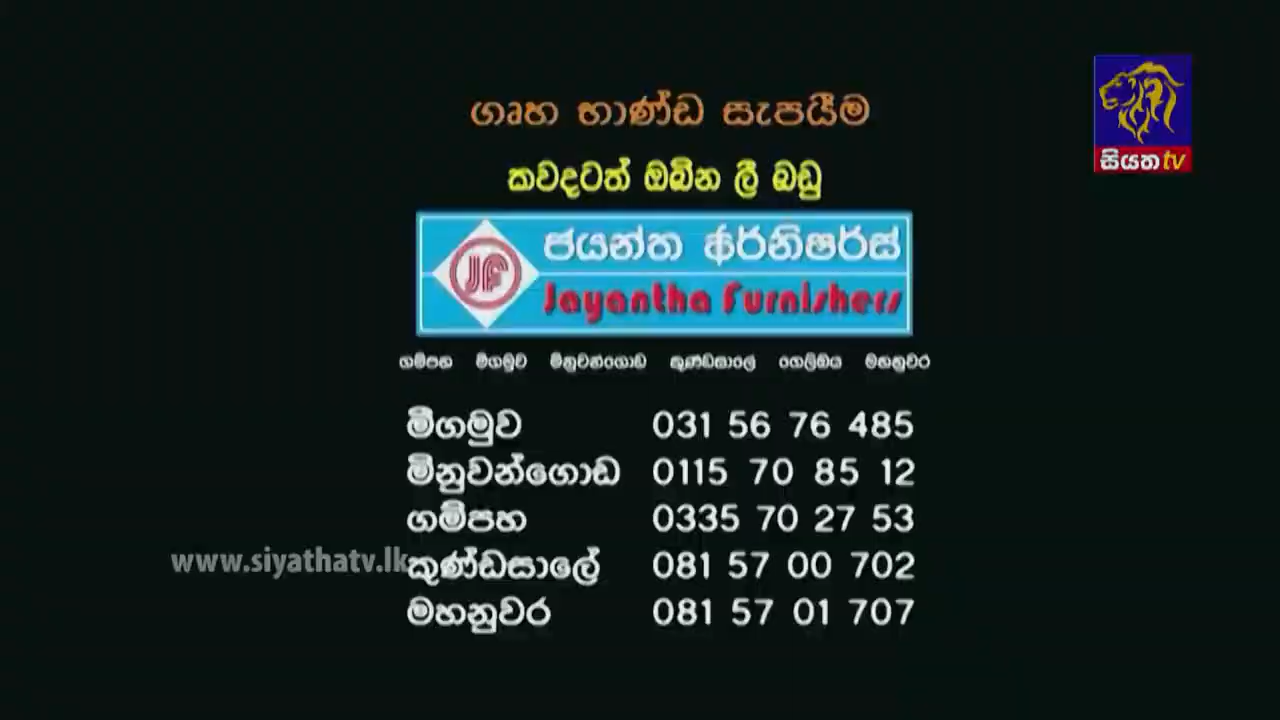 ගෘහ භාණ්ඩ සැපයීම
කවදටත් ඔබින ලී බඩු
JF
ජයන්ත ෆර්නිෂර්ස්
Jayantha Furnishers
ගම්පහ මීගමුව මිනුවන්ගොඩ කුණ්ඩසාලේ ගෙලිඔය මහනුවර
මීගමුව 031 56 76 485
මිනුවන්ගොඩ 0115 70 85 12
ගම්පහ 0335 70 27 53
කුණ්ඩසාලේ 081 57 00 702
මහනුවර 081 57 01 707
www.siyathatv.lk
සියත tv